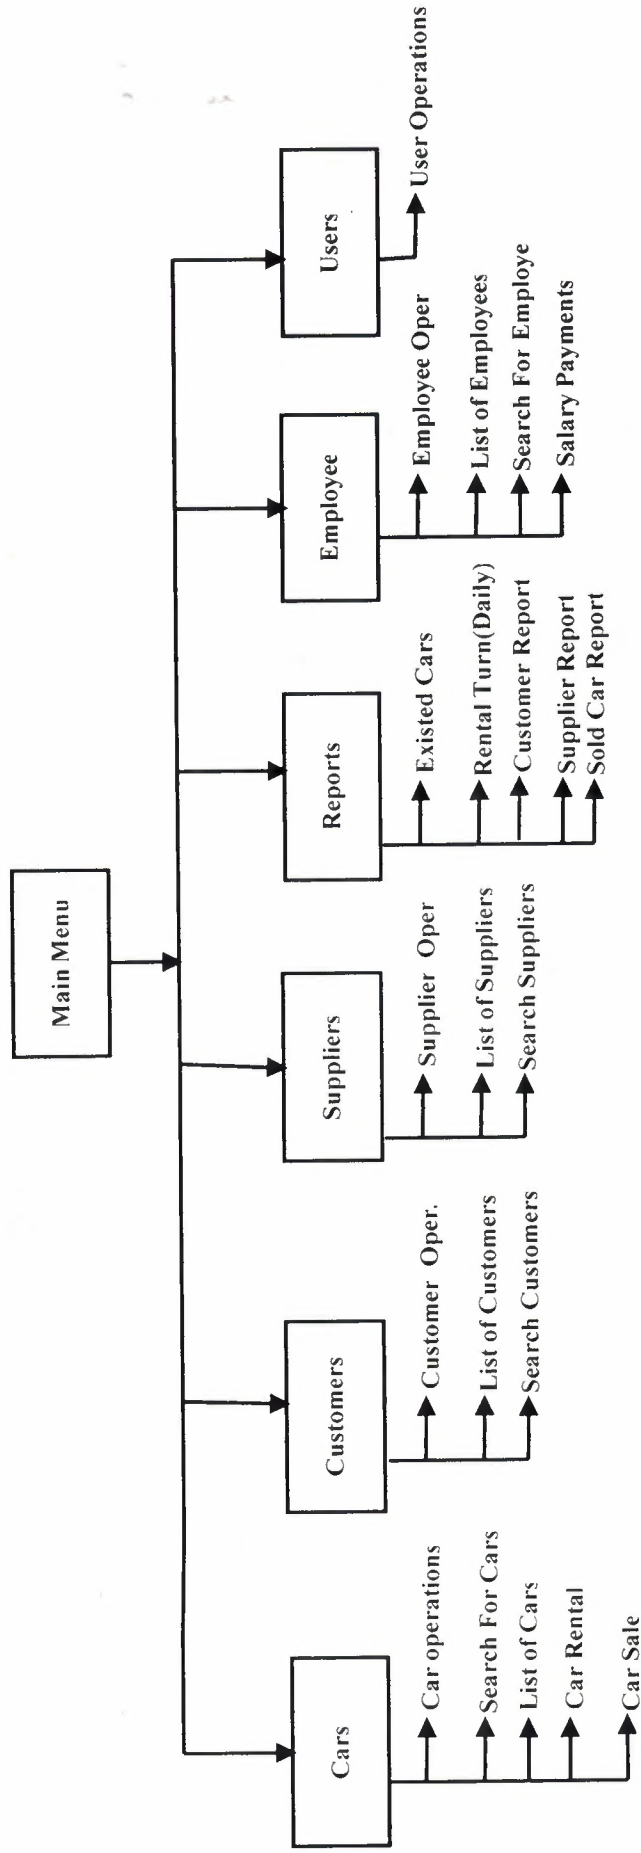 Main Menu
Cars
Car operations
Search For Cars
List of Cars
Car Rental
Car Sale
Customers
Customer Oper.
List of Customers
Search Customers
Suppliers
Supplier Oper
List of Suppliers
Search Suppliers
Reports
Existed Cars
Rental Turn(Daily)
Customer Report
Supplier Report
Sold Car Report
Employee
Employee Oper
List of Employees
Search For Employe
Salary Payments
Users
User Operations